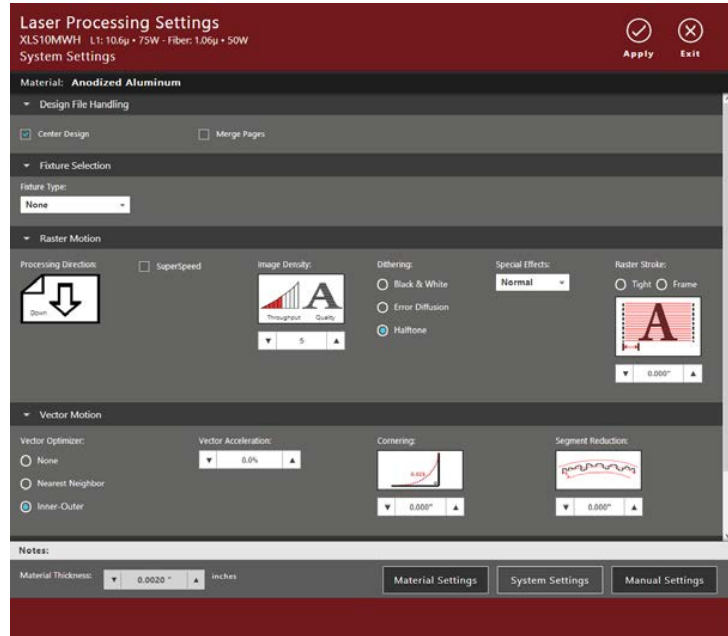 Laser Processing Settings
XLS10MWH L1: 10.6µ • 75W - Fiber: 1.06µ • 50W
System Settings
Apply Exit
Material: Anodized Aluminum
Design File Handling
Center Design Merge Pages
Fixture Selection
Fixture Type:
None
Raster Motion
Processing Direction: SuperSpeed Image Density: Dithering: Special Effects: Raster Stroke:
Black & White Normal Tight Frame
Down A Error Diffusion A
Throughput Quality
Halftone
5
0.000"
Vector Motion
Vector Optimizer: Vector Acceleration: Cornering: Segment Reduction:
None 0.0%
Nearest Neighbor
Inner-Outer 0.000" 0.000"
Notes:
Material Thickness: 0.0020 " inches Material Settings System Settings Manual Settings